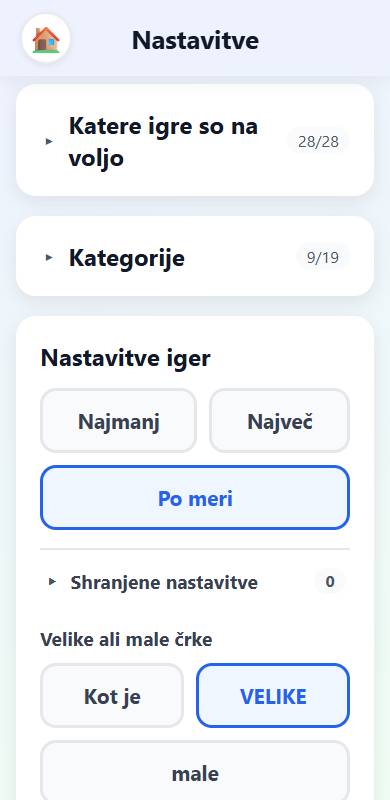 Nastavitve
Katere igre so na
voljo
28/28
Kategorije
9/19
Nastavitve iger
Najmanj
Največ
Po meri
Shranjene nastavitve
0
Velike ali male črke
Kot je
VELIKE
male